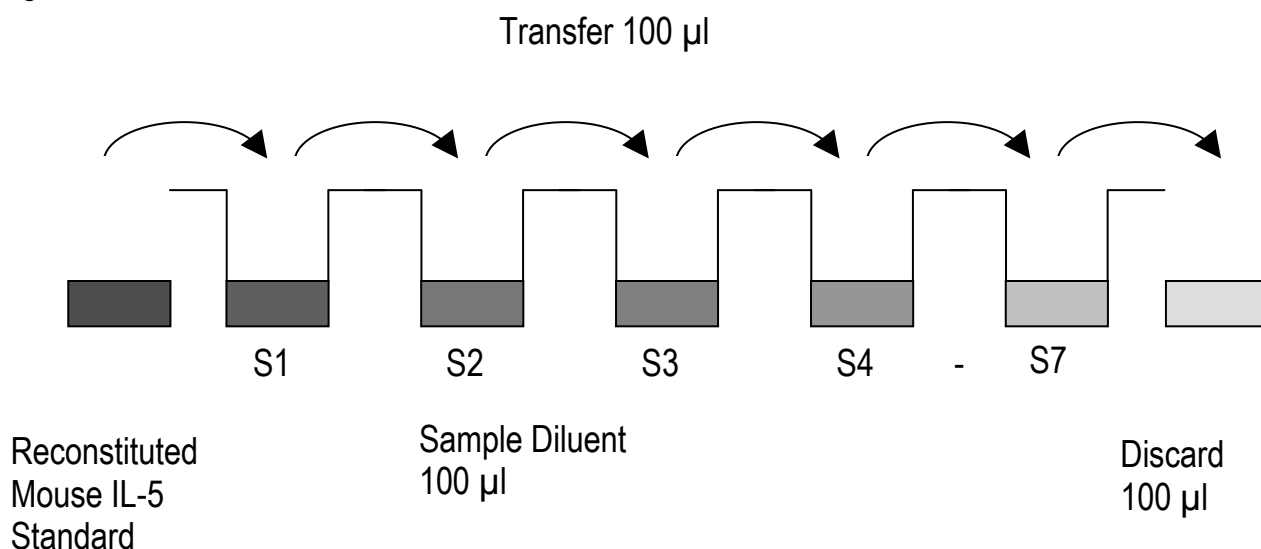 Transfer 100 µl
S1 S2 S3 S4 - S7
Reconstituted
Mouse IL-5
Standard
Sample Diluent
100 µl
Discard
100 µl